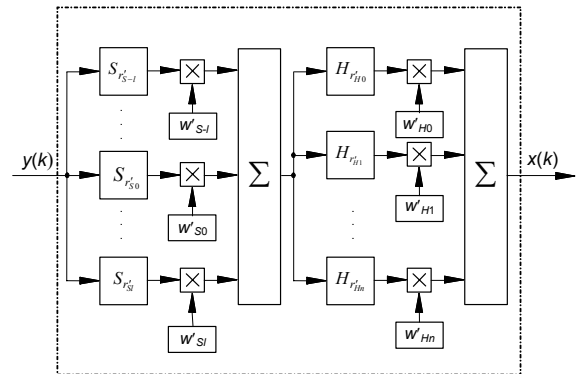 S_{r'_{S-l}} × H_{r'_{H0}} ×
w'_{S-l} w'_{H0}
y(k) S_{r'_{S0}} × Σ H_{r'_{H1}} × Σ x(k)
w'_{S0} w'_{H1}
S_{r'_{Sl}} × H_{r'_{Hn}} ×
w'_{Sl} w'_{Hn}